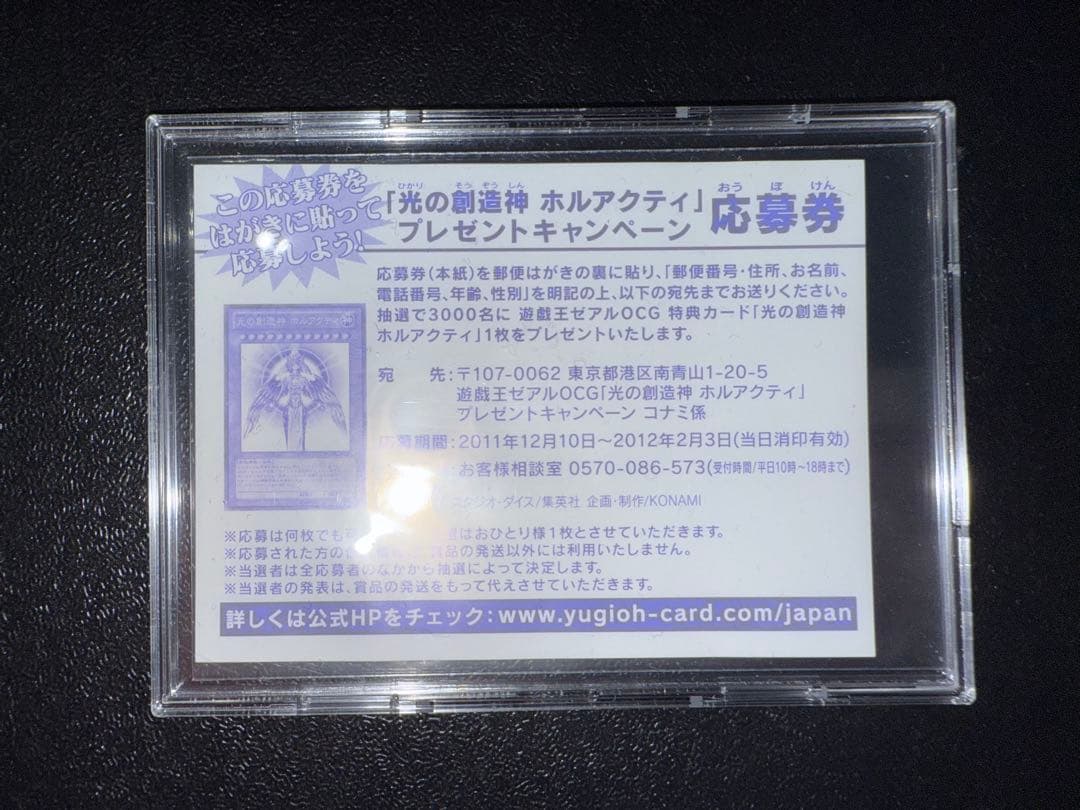 この応募券を
はがきに貼って
応募しよう!
ひかり そうぞうしん
「光の創造神 ホルアクティ」
プレゼントキャンペーン
おう ぼ けん
応募券
応募券(本紙)を郵便はがきの裏に貼り、「郵便番号・住所、お名前、
電話番号、年齢、性別」を明記の上、以下の宛先までお送りください。
抽選で3000名に 遊戯王ゼアルOCG 特典カード「光の創造神
ホルアクティ」1枚をプレゼントいたします。
光の創造神 ホルアクティ
宛 先:〒107-0062 東京都港区南青山1-20-5
遊戯王ゼアルOCG「光の創造神 ホルアクティ」
プレゼントキャンペーン コナミ係
応募期間:2011年12月10日~2012年2月3日(当日消印有効)
お客様相談室 0570-086-573(受付時間/平日10時~18時まで)
スタジオ・ダイス/集英社 企画・制作/KONAMI
※応募は何枚でも はおひとり様1枚とさせていただきます。
※応募された方の 賞品の発送以外には利用いたしません。
※当選者は全応募者のなかから抽選によって決定します。
※当選者の発表は、賞品の発送をもって代えさせていただきます。
詳しくは公式HPをチェック:www.yugioh-card.com/japan